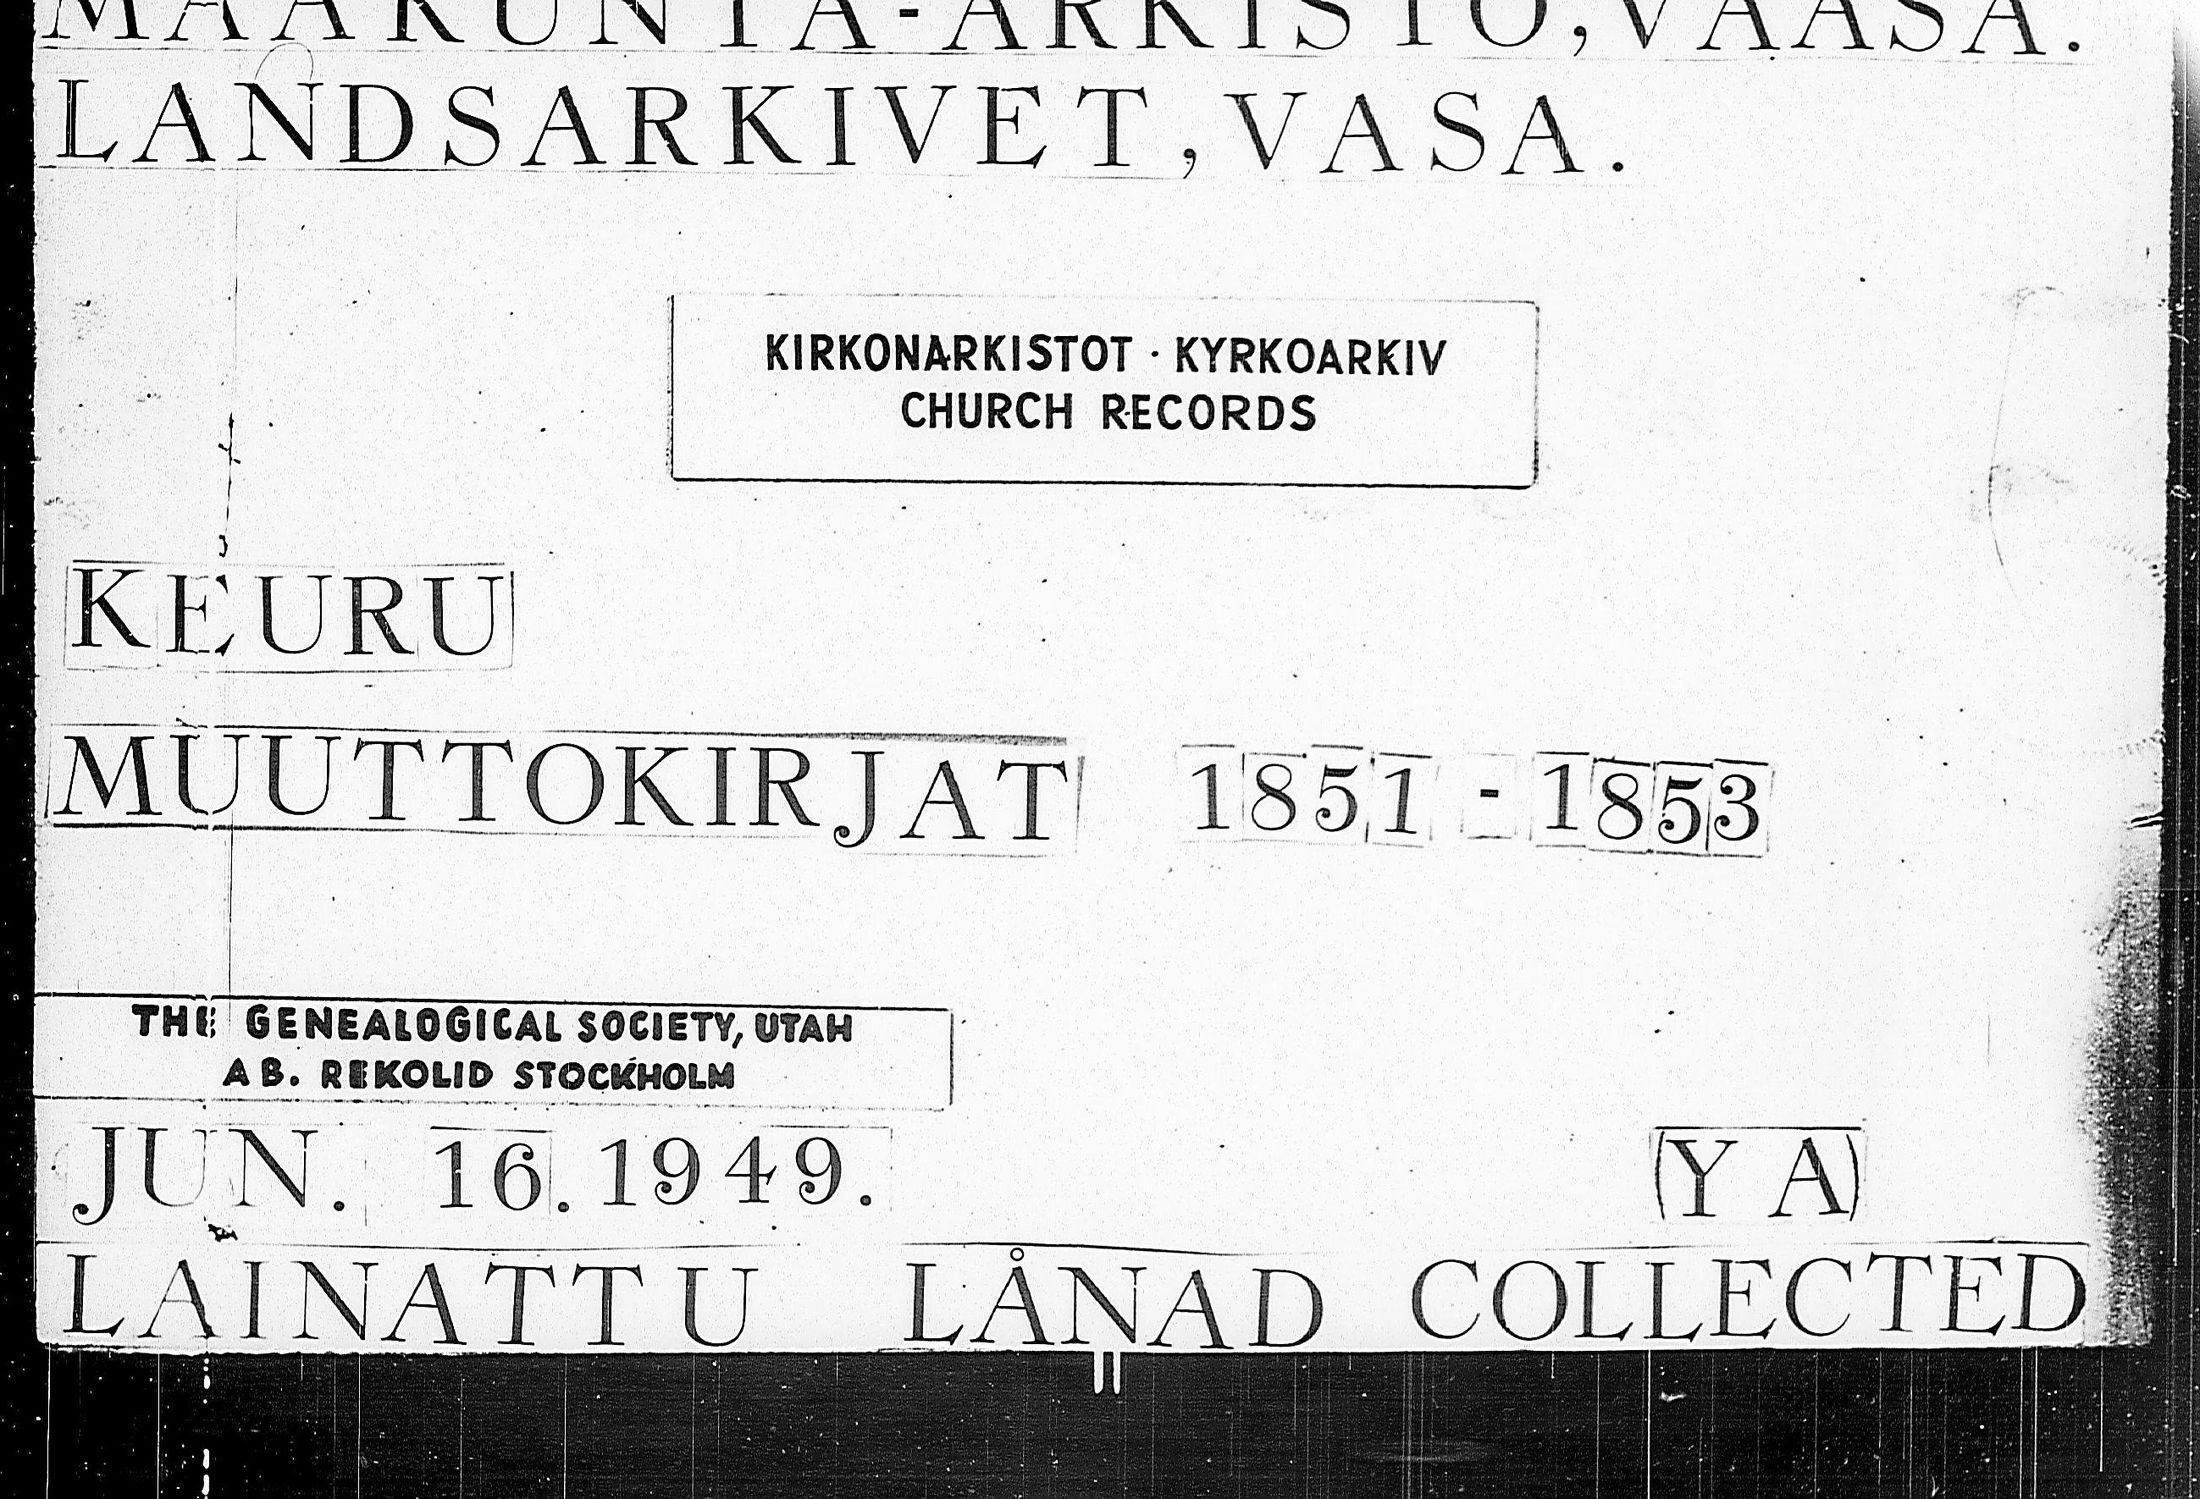 MAAKUNTA-ARKISTO, VAASA.
LANDSARKIVET, VASA.
KIRKONARKISTOT · KYRKOARKIV
CHURCH RECORDS
KEURU
MUUTTOKIRJAT 1851 - 1853
THE GENEALOGICAL SOCIETY, UTAH
AB. REKOLID STOCKHOLM
JUN. 16. 1949. (YA)
LAINATTU LÅNAD COLLECTED